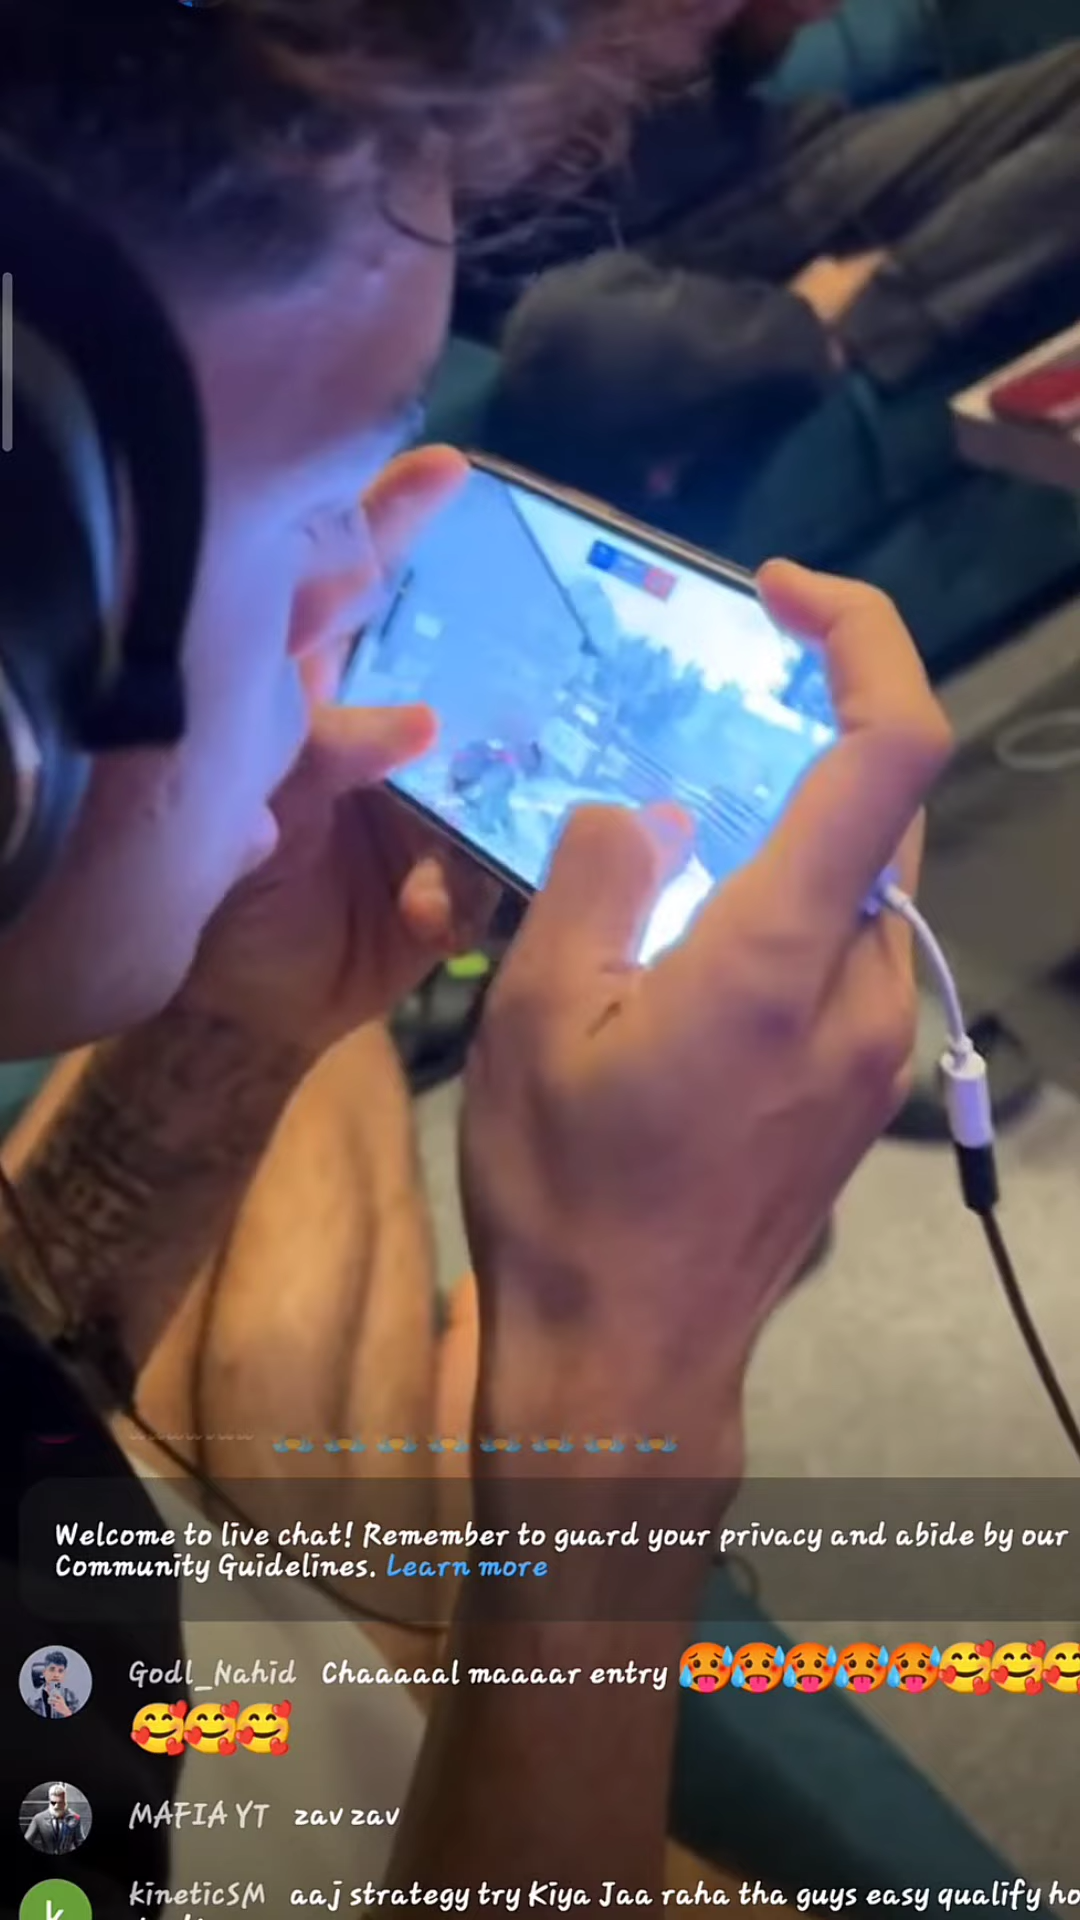 Welcome to live chat! Remember to guard your privacy and abide by our
Community Guidelines. Learn more
Godl_Nahid Chaaaaal maaaar entry 🥵🥵🥵🥵🥵🥰🥰🥰
🥰🥰🥰
MAFIA YT zav zav
k
kineticSM aaj strategy try Kiya Jaa raha tha guys easy qualify ho